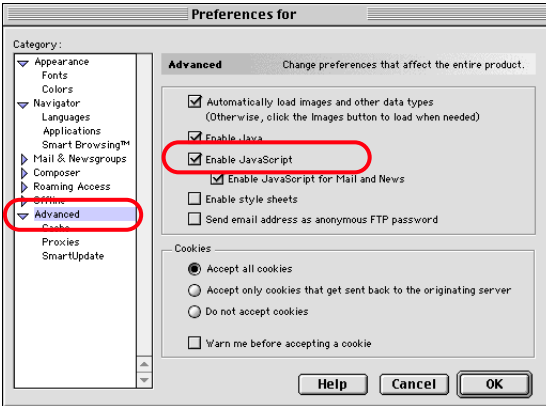 Preferences for
Category:
Appearance
Fonts
Colors
Navigator
Languages
Applications
Smart Browsing™
Mail & Newsgroups
Composer
Roaming Access
Offline
Advanced
Cache
Proxies
SmartUpdate
Advanced Change preferences that affect the entire product.
Automatically load images and other data types
(Otherwise, click the Images button to load when needed)
Enable Java
Enable JavaScript
Enable JavaScript for Mail and News
Enable style sheets
Send email address as anonymous FTP password
Cookies
Accept all cookies
Accept only cookies that get sent back to the originating server
Do not accept cookies
Warn me before accepting a cookie
Help Cancel OK